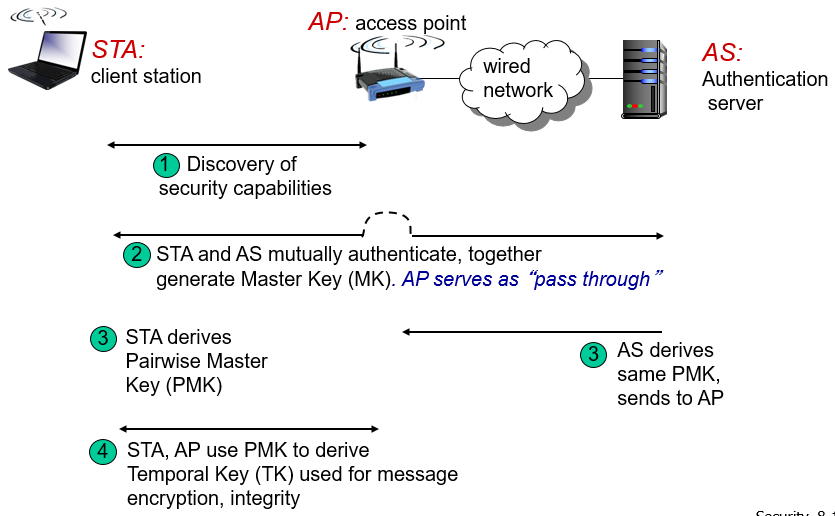 STA:
client station
AP: access point
wired
network
AS:
Authentication
server
1 Discovery of
security capabilities
2 STA and AS mutually authenticate, together
generate Master Key (MK). AP serves as “pass through”
3 STA derives
Pairwise Master
Key (PMK)
3 AS derives
same PMK,
sends to AP
4 STA, AP use PMK to derive
Temporal Key (TK) used for message
encryption, integrity